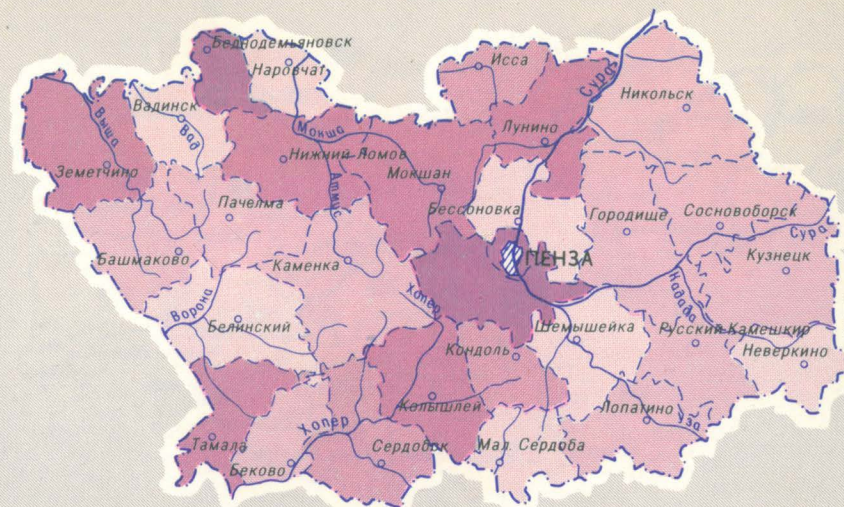 Беднодемьяновск
Наровчат
Исса
Сура
Никольск
Вадинск
Выша
Вад
Мокша
Лунино
Земетчино
Нижний Ломов
Мокшан
Пачелма
Атмис
Бессоновка
Городище
Сосновоборск
Сура
Башмаково
Каменка
ПЕНЗА
Кузнецк
Хопер
Кадада
Ворона
Белинский
Шемышейка
Русский Камешкир
Кондоль
Неверкино
Колышлей
Лопатино
Уза
Хопер
Тамала
Сердобск
Мал. Сердоба
Беково